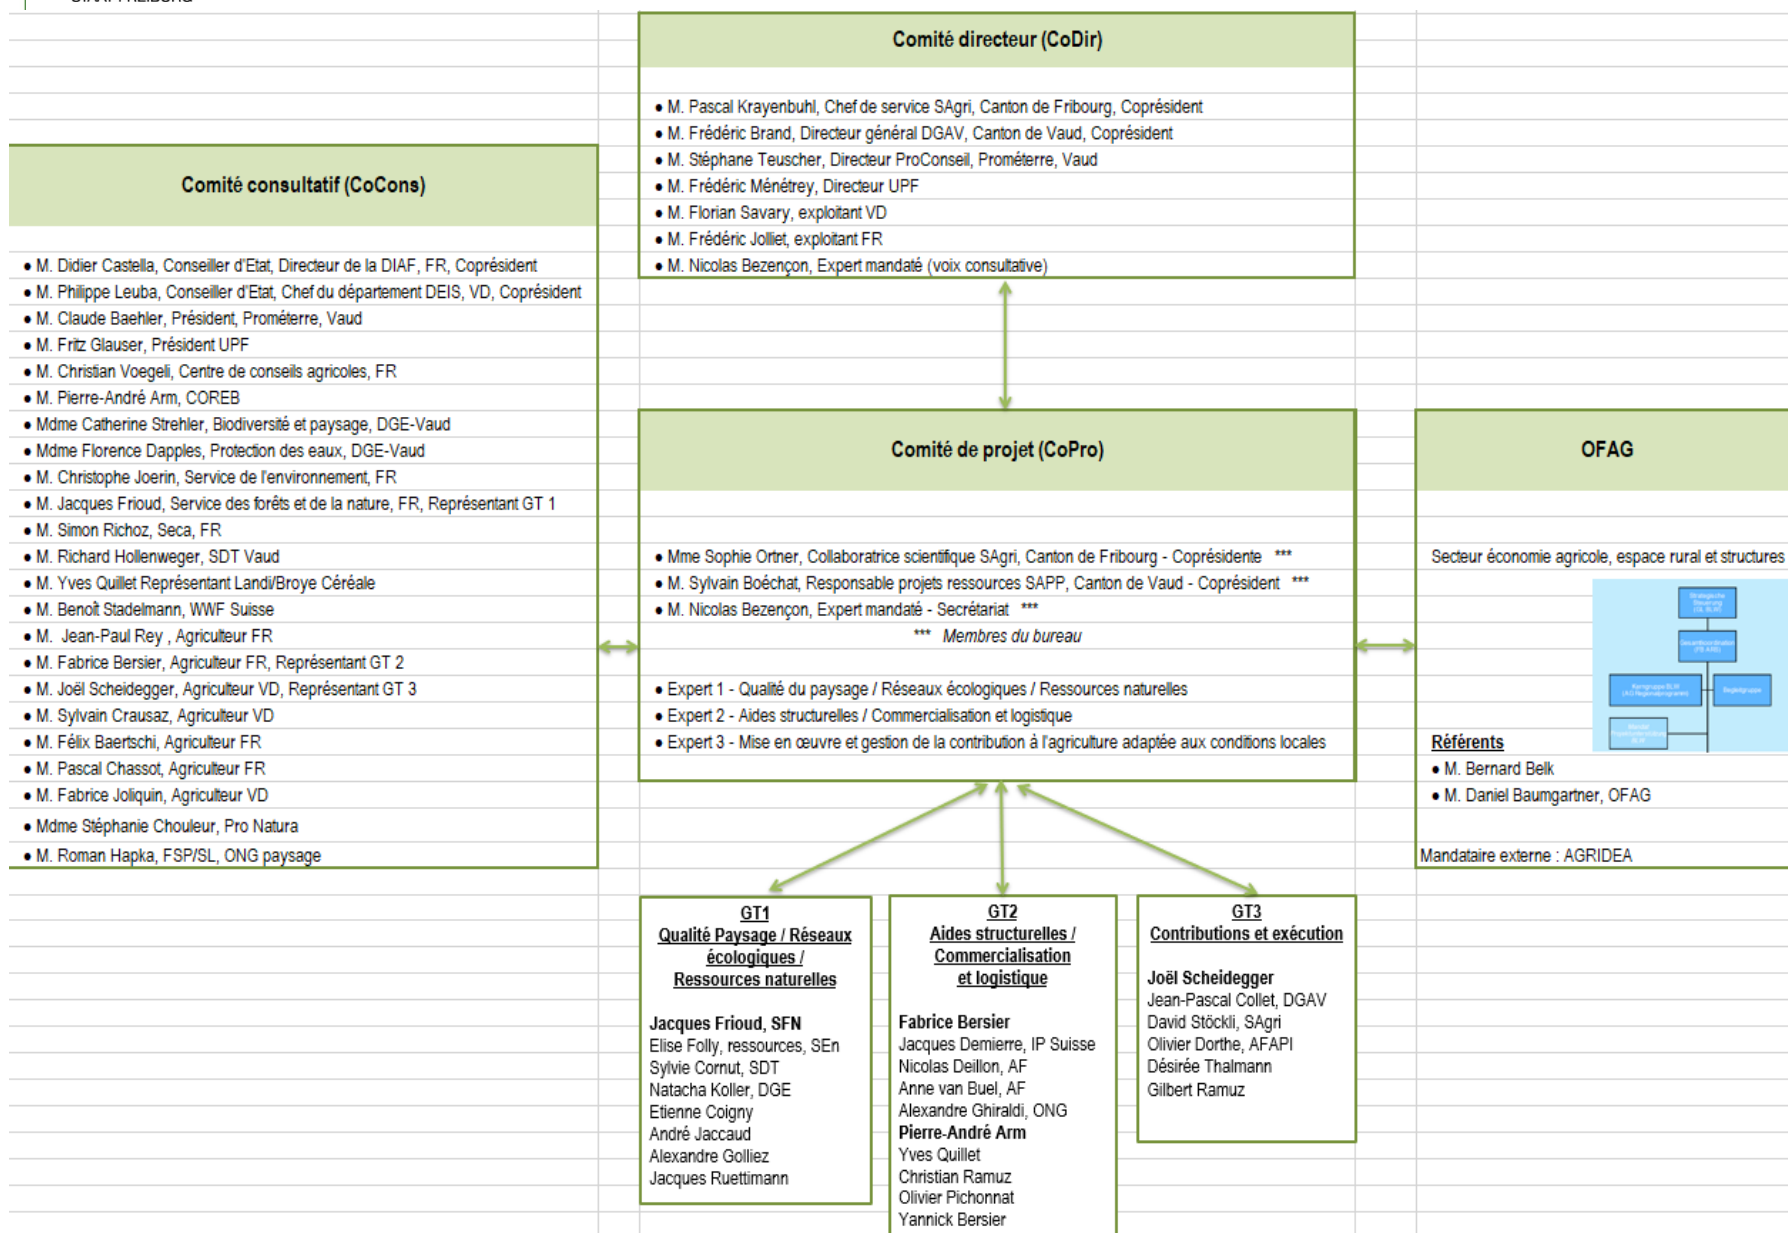 Comité directeur (CoDir)
● M. Pascal Krayenbuhl, Chef de service SAgri, Canton de Fribourg, Coprésident
● M. Frédéric Brand, Directeur général DGAV, Canton de Vaud, Coprésident
● M. Stéphane Teuscher, Directeur ProConseil, Prométerre, Vaud
● M. Frédéric Ménétrey, Directeur UPF
● M. Florian Savary, exploitant VD
● M. Frédéric Jolliet, exploitant FR
● M. Nicolas Bezençon, Expert mandaté (voix consultative)
Comité consultatif (CoCons)
● M. Didier Castella, Conseiller d'Etat, Directeur de la DIAF, FR, Coprésident
● M. Philippe Leuba, Conseiller d'Etat, Chef du département DEIS, VD, Coprésident
● M. Claude Baehler, Président, Prométerre, Vaud
● M. Fritz Glauser, Président UPF
● M. Christian Voegeli, Centre de conseils agricoles, FR
● M. Pierre-André Arm, COREB
● Mdme Catherine Strehler, Biodiversité et paysage, DGE-Vaud
● Mdme Florence Dapples, Protection des eaux, DGE-Vaud
● M. Christophe Joerin, Service de l'environnement, FR
● M. Jacques Frioud, Service des forêts et de la nature, FR, Représentant GT 1
● M. Simon Richoz, Seca, FR
● M. Richard Hollenweger, SDT Vaud
● M. Yves Quillet Représentant Landi/Broye Céréale
● M. Benoît Stadelmann, WWF Suisse
● M. Jean-Paul Rey , Agriculteur FR
● M. Fabrice Bersier, Agriculteur FR, Représentant GT 2
● M. Joël Scheidegger, Agriculteur VD, Représentant GT 3
● M. Sylvain Crausaz, Agriculteur VD
● M. Félix Baertschi, Agriculteur FR
● M. Pascal Chassot, Agriculteur FR
● M. Fabrice Joliquin, Agriculteur VD
● Mdme Stéphanie Chouleur, Pro Natura
● M. Roman Hapka, FSP/SL, ONG paysage
Comité de projet (CoPro)
● Mme Sophie Ortner, Collaboratrice scientifique SAgri, Canton de Fribourg - Coprésidente ***
● M. Sylvain Boéchat, Responsable projets ressources SAPP, Canton de Vaud - Coprésident ***
● M. Nicolas Bezençon, Expert mandaté - Secrétariat ***
*** Membres du bureau
● Expert 1 - Qualité du paysage / Réseaux écologiques / Ressources naturelles
● Expert 2 - Aides structurelles / Commercialisation et logistique
● Expert 3 - Mise en œuvre et gestion de la contribution à l'agriculture adaptée aux conditions locales
OFAG
Secteur économie agricole, espace rural et structures
Strategische
Steuerung
(GL BLW)
Gesamtkoordination
Kerngruppe BLW
(AG Regionalprogramm)
Begleitgruppe
Référents
● M. Bernard Belk
● M. Daniel Baumgartner, OFAG
Mandataire externe : AGRIDEA
GT1
Qualité Paysage / Réseaux
écologiques /
Ressources naturelles
Jacques Frioud, SFN
Elise Folly, ressources, SEn
Sylvie Cornut, SDT
Natacha Koller, DGE
Etienne Coigny
André Jaccaud
Alexandre Golliez
Jacques Ruettimann
GT2
Aides structurelles /
Commercialisation
et logistique
Fabrice Bersier
Jacques Demierre, IP Suisse
Nicolas Deillon, AF
Anne van Buel, AF
Alexandre Ghiraldi, ONG
Pierre-André Arm
Yves Quillet
Christian Ramuz
Olivier Pichonnat
Yannick Bersier
GT3
Contributions et exécution
Joël Scheidegger
Jean-Pascal Collet, DGAV
David Stöckli, SAgri
Olivier Dorthe, AFAPI
Désirée Thalmann
Gilbert Ramuz